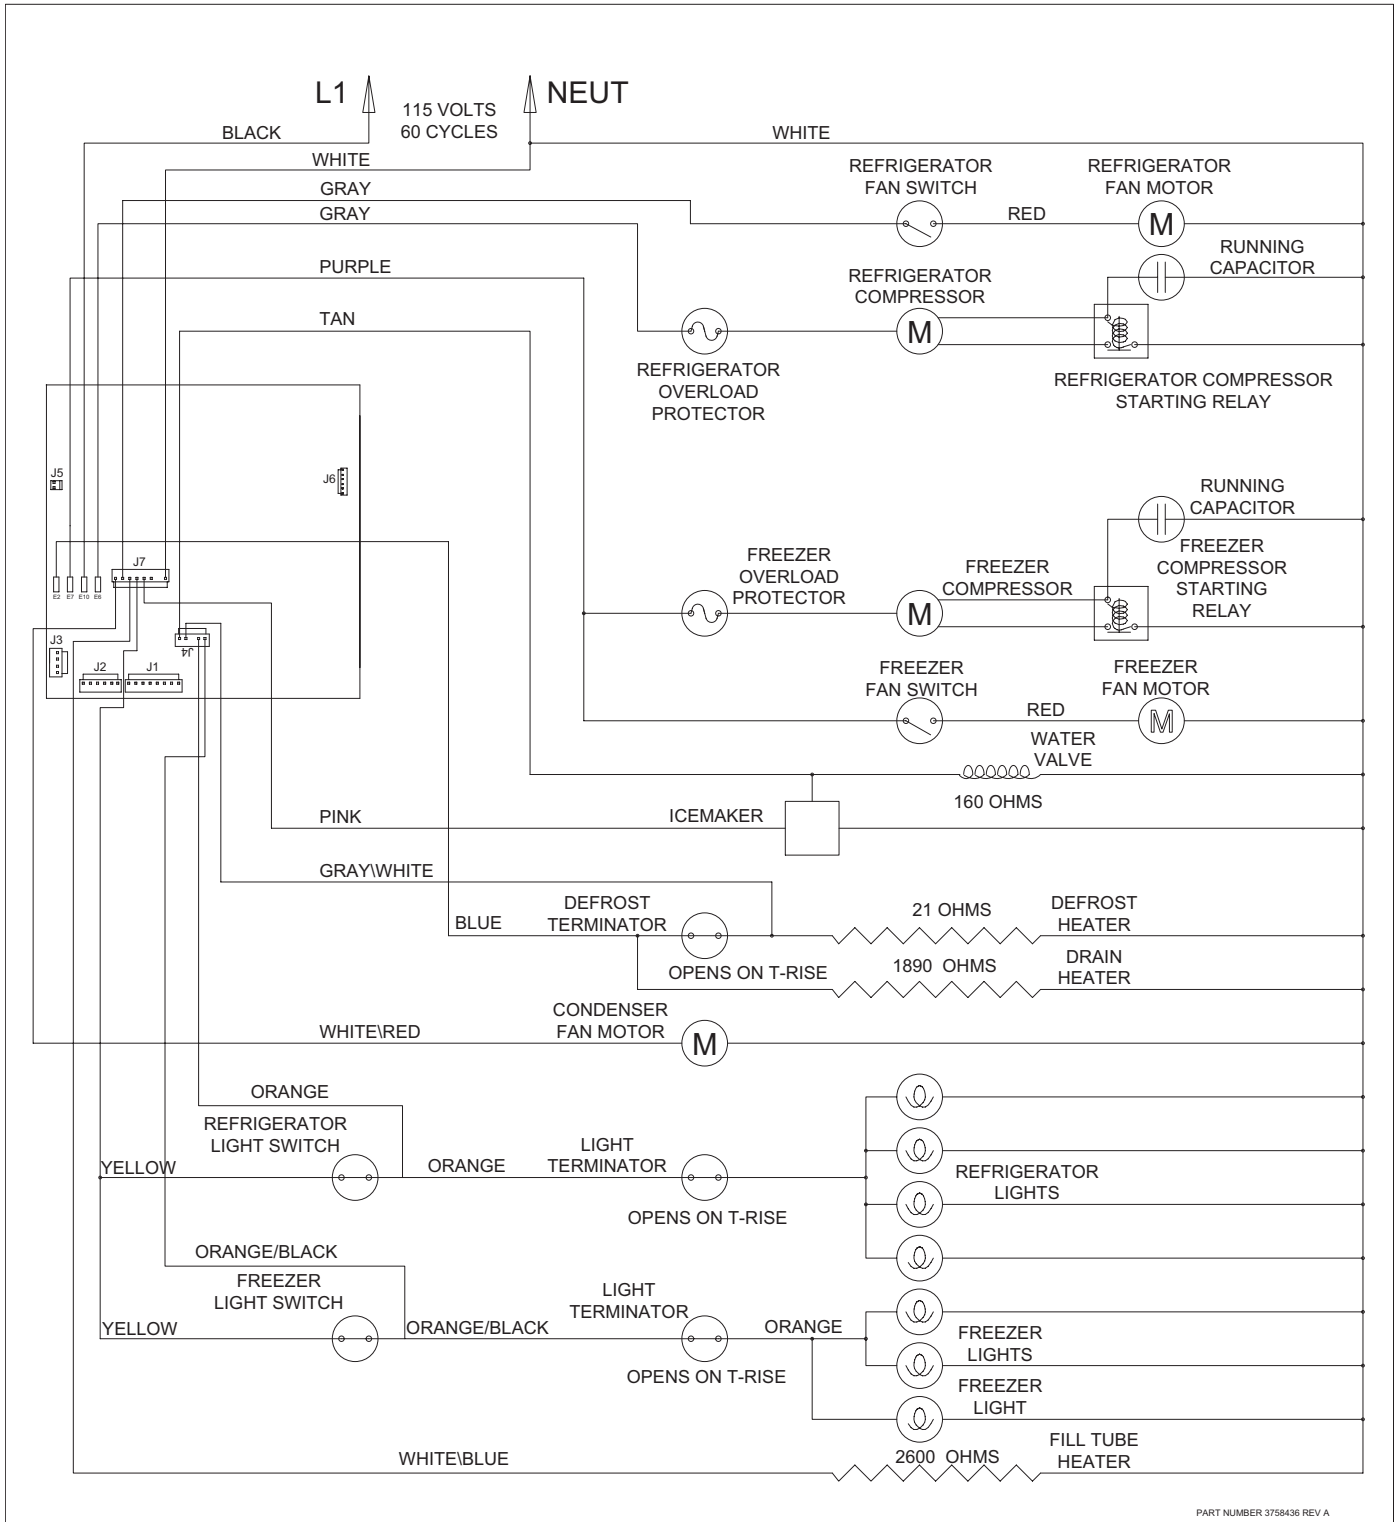 L1
NEUT
115 VOLTS
60 CYCLES
BLACK
WHITE
WHITE
GRAY
GRAY
PURPLE
TAN
REFRIGERATOR
FAN SWITCH
RED
REFRIGERATOR
FAN MOTOR
M
RUNNING
CAPACITOR
REFRIGERATOR
COMPRESSOR
M
REFRIGERATOR
OVERLOAD
PROTECTOR
REFRIGERATOR COMPRESSOR
STARTING RELAY
J5
J6
J7
E2
E7
E10
E6
J3
J4
J2
J1
RUNNING
CAPACITOR
FREEZER
OVERLOAD
PROTECTOR
FREEZER
COMPRESSOR
M
FREEZER
COMPRESSOR
STARTING
RELAY
FREEZER
FAN SWITCH
RED
FREEZER
FAN MOTOR
M
WATER
VALVE
160 OHMS
PINK
ICEMAKER
GRAY\WHITE
BLUE
DEFROST
TERMINATOR
OPENS ON T-RISE
21 OHMS
DEFROST
HEATER
1890 OHMS
DRAIN
HEATER
WHITE\RED
CONDENSER
FAN MOTOR
M
ORANGE
REFRIGERATOR
LIGHT SWITCH
YELLOW
ORANGE
LIGHT
TERMINATOR
OPENS ON T-RISE
REFRIGERATOR
LIGHTS
ORANGE/BLACK
FREEZER
LIGHT SWITCH
YELLOW
ORANGE/BLACK
LIGHT
TERMINATOR
OPENS ON T-RISE
ORANGE
FREEZER
LIGHTS
FREEZER
LIGHT
WHITE\BLUE
2600 OHMS
FILL TUBE
HEATER
PART NUMBER 3758436 REV A